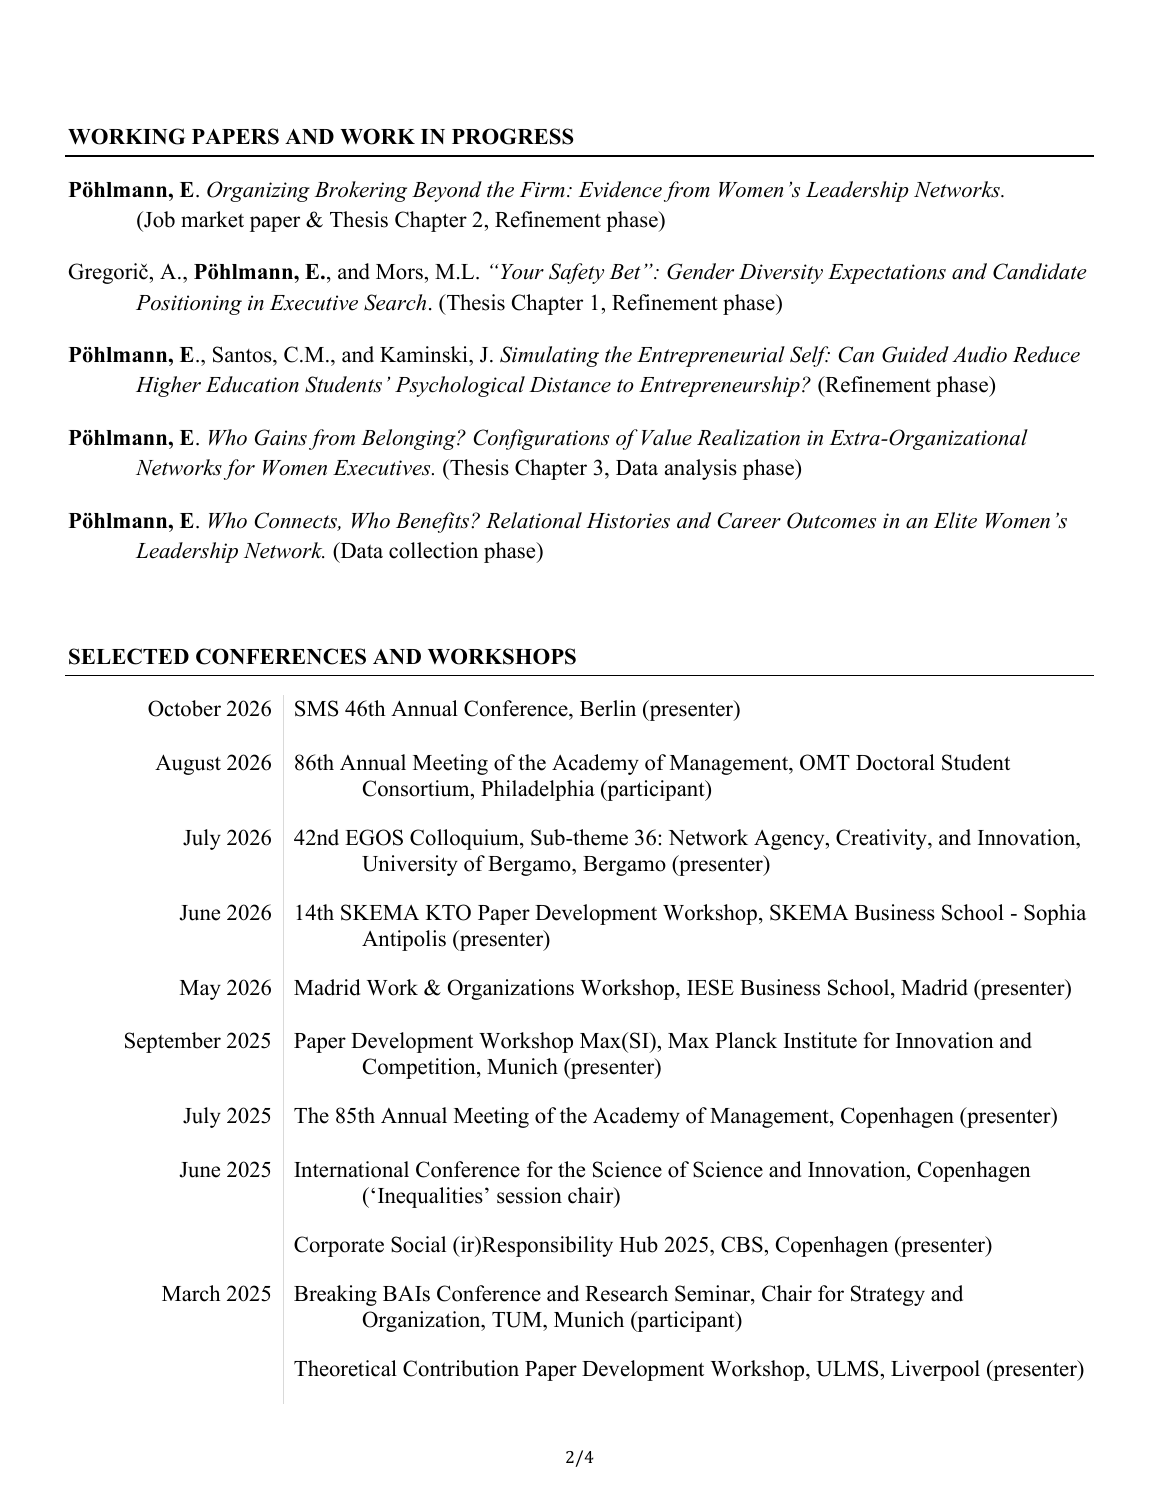 WORKING PAPERS AND WORK IN PROGRESS
Pöhlmann, E. Organizing Brokering Beyond the Firm: Evidence from Women’s Leadership Networks.
(Job market paper & Thesis Chapter 2, Refinement phase)
Gregorič, A., Pöhlmann, E., and Mors, M.L. “Your Safety Bet”: Gender Diversity Expectations and Candidate
Positioning in Executive Search. (Thesis Chapter 1, Refinement phase)
Pöhlmann, E., Santos, C.M., and Kaminski, J. Simulating the Entrepreneurial Self: Can Guided Audio Reduce
Higher Education Students’ Psychological Distance to Entrepreneurship? (Refinement phase)
Pöhlmann, E. Who Gains from Belonging? Configurations of Value Realization in Extra-Organizational
Networks for Women Executives. (Thesis Chapter 3, Data analysis phase)
Pöhlmann, E. Who Connects, Who Benefits? Relational Histories and Career Outcomes in an Elite Women’s
Leadership Network. (Data collection phase)
SELECTED CONFERENCES AND WORKSHOPS
October 2026 SMS 46th Annual Conference, Berlin (presenter)
August 2026 86th Annual Meeting of the Academy of Management, OMT Doctoral Student
Consortium, Philadelphia (participant)
July 2026 42nd EGOS Colloquium, Sub-theme 36: Network Agency, Creativity, and Innovation,
University of Bergamo, Bergamo (presenter)
June 2026 14th SKEMA KTO Paper Development Workshop, SKEMA Business School - Sophia
Antipolis (presenter)
May 2026 Madrid Work & Organizations Workshop, IESE Business School, Madrid (presenter)
September 2025 Paper Development Workshop Max(SI), Max Planck Institute for Innovation and
Competition, Munich (presenter)
July 2025 The 85th Annual Meeting of the Academy of Management, Copenhagen (presenter)
June 2025 International Conference for the Science of Science and Innovation, Copenhagen
(‘Inequalities’ session chair)
Corporate Social (ir)Responsibility Hub 2025, CBS, Copenhagen (presenter)
March 2025 Breaking BAIs Conference and Research Seminar, Chair for Strategy and
Organization, TUM, Munich (participant)
Theoretical Contribution Paper Development Workshop, ULMS, Liverpool (presenter)
2/4